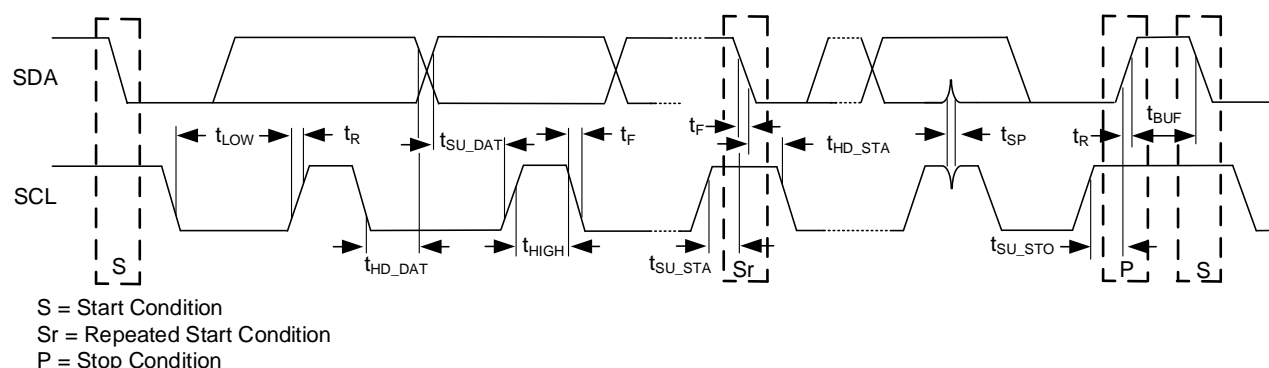 SDA
tLOW
tR
tSU_DAT
tF
tF
tHD_STA
tSP
tR
tBUF
SCL
tHD_DAT
tHIGH
tSU_STA
tSU_STO
S
Sr
P
S
S = Start Condition
Sr = Repeated Start Condition
P = Stop Condition